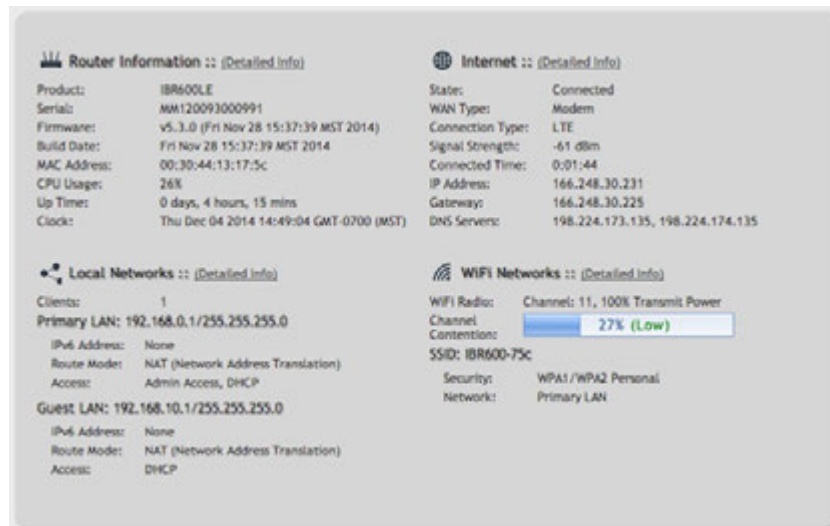 Router Information :: (Detailed Info)
Product: IBR600LE
Serial: MM120093000991
Firmware: v5.3.0 (Fri Nov 28 15:37:39 MST 2014)
Build Date: Fri Nov 28 15:37:39 MST 2014
MAC Address: 00:30:44:13:17:5c
CPU Usage: 26%
Up Time: 0 days, 4 hours, 15 mins
Clock: Thu Dec 04 2014 14:49:04 GMT-0700 (MST)
Internet :: (Detailed Info)
State: Connected
WAN Type: Modem
Connection Type: LTE
Signal Strength: -61 dBm
Connected Time: 0:01:44
IP Address: 166.248.30.231
Gateway: 166.248.30.225
DNS Servers: 198.224.173.135, 198.224.174.135
Local Networks :: (Detailed Info)
Clients: 1
Primary LAN: 192.168.0.1/255.255.255.0
IPv6 Address: None
Route Mode: NAT (Network Address Translation)
Access: Admin Access, DHCP
Guest LAN: 192.168.10.1/255.255.255.0
IPv6 Address: None
Route Mode: NAT (Network Address Translation)
Access: DHCP
WiFi Networks :: (Detailed Info)
WiFi Radio: Channel: 11, 100% Transmit Power
Channel
Contention: 27% (Low)
SSID: IBR600-75c
Security: WPA1/WPA2 Personal
Network: Primary LAN